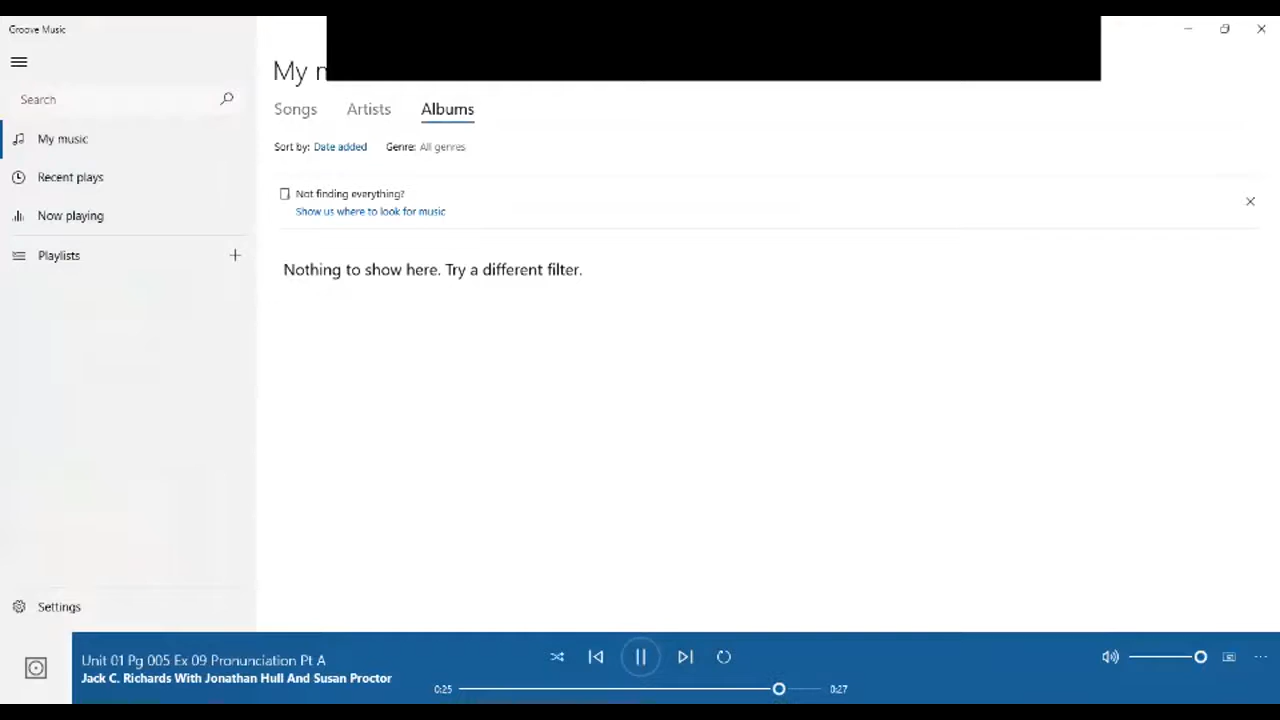 Groove Music
Search
My music
Recent plays
Now playing
Playlists
Settings
My
Songs Artists Albums
Sort by: Date added Genre: All genres
Not finding everything?
Show us where to look for music
Nothing to show here. Try a different filter.
Unit 01 Pg 005 Ex 09 Pronunciation Pt A
Jack C. Richards With Jonathan Hull And Susan Proctor
0:25 0:27